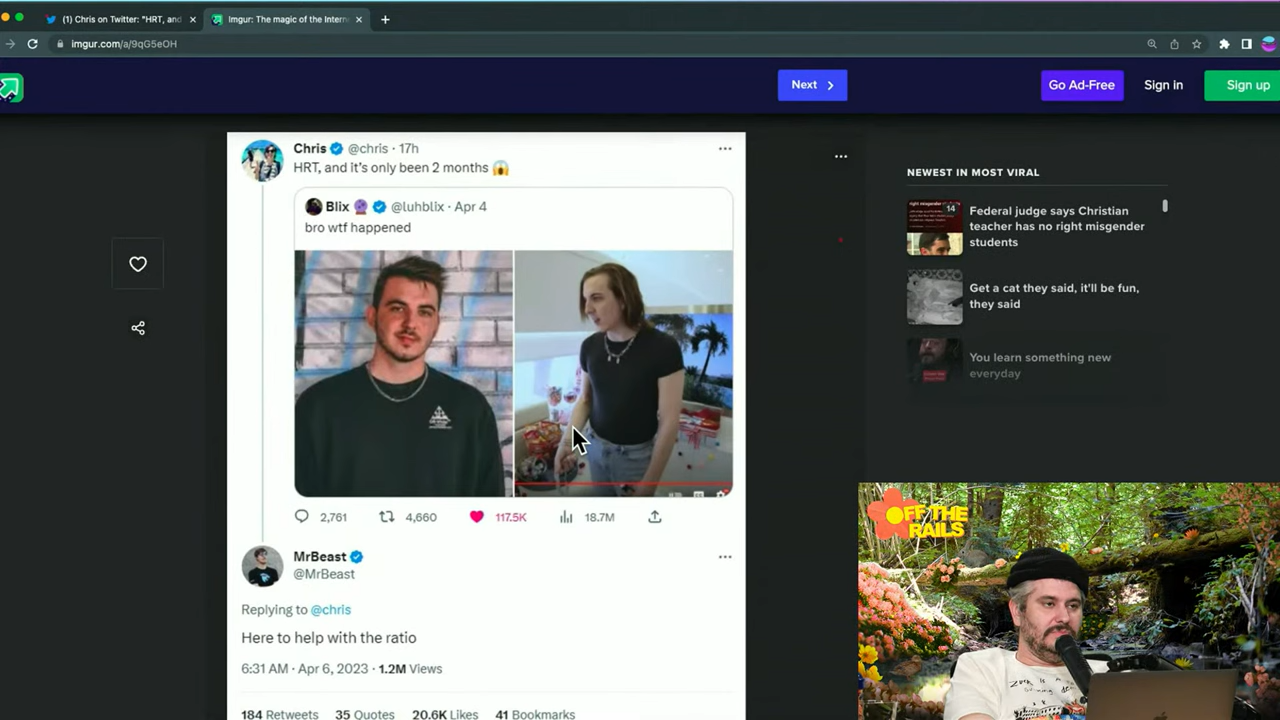 (1) Chris on Twitter: "HRT, and
Imgur: The magic of the Intern
imgur.com/a/9qG5eOH
Next
Go Ad-Free
Sign in
Sign up
Chris @chris · 17h
HRT, and it's only been 2 months 😱
Blix 🔮 @luhblix · Apr 4
bro wtf happened
2,761
4,660
117.5K
18.7M
MrBeast
@MrBeast
Replying to @chris
Here to help with the ratio
6:31 AM · Apr 6, 2023 · 1.2M Views
184 Retweets 35 Quotes 20.6K Likes 41 Bookmarks
NEWEST IN MOST VIRAL
14
Federal judge says Christian
teacher has no right misgender
students
Get a cat they said, it'll be fun,
they said
You learn something new
everyday
OFF THE
RAILS